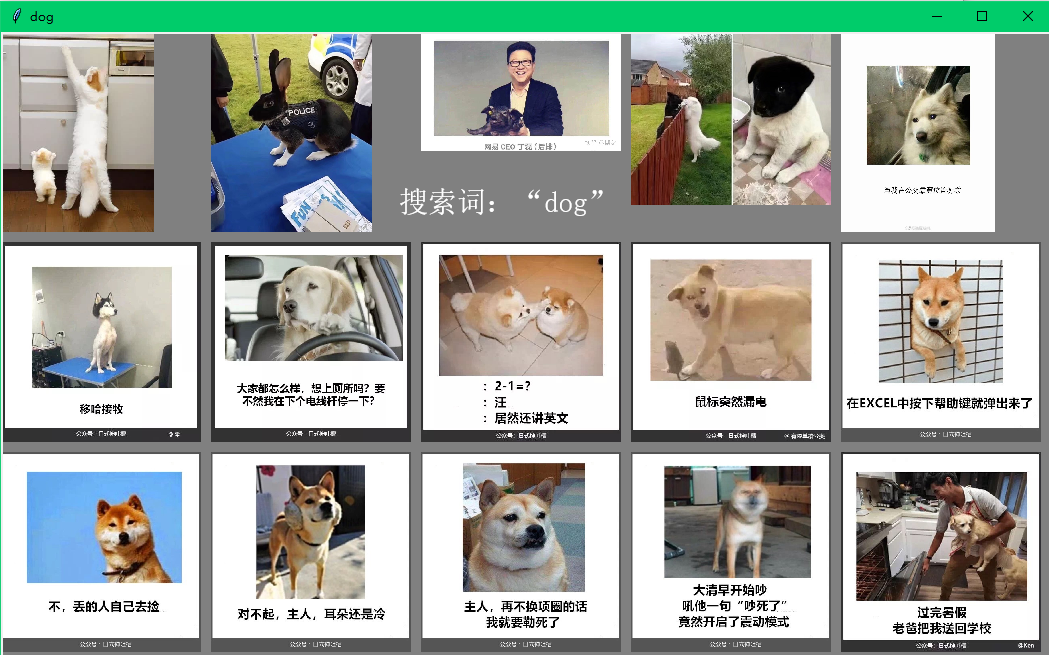 dog
POLICE
FUN
网易 CEO 丁磊（后排）
搜索词：“dog”
移哈接牧
大家都怎么样，想上厕所吗？要
不然我在下个电线杆停一下？
：2-1=？
：汪
：居然还讲英文
鼠标突然漏电
在EXCEL中按下帮助键就弹出来了
不，丢的人自己去捡
对不起，主人，耳朵还是冷
主人，再不换项圈的话
我就要勒死了
大清早开始吵
吼他一句“吵死了”
竟然开启了震动模式
过完暑假
老爸把我送回学校
@Ken